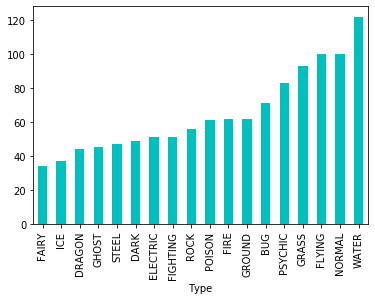 120
100
80
60
40
20
0
FAIRY
ICE
DRAGON
GHOST
STEEL
DARK
ELECTRIC
FIGHTING
ROCK
POISON
FIRE
GROUND
BUG
PSYCHIC
GRASS
FLYING
NORMAL
WATER
Type